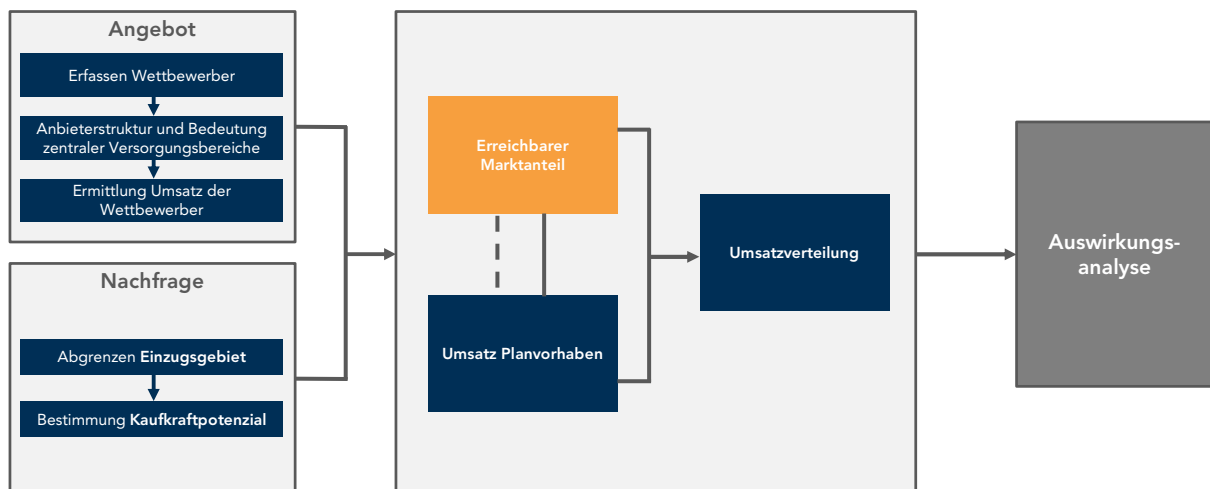 Angebot
Erfassen Wettbewerber
Anbieterstruktur und Bedeutung
zentraler Versorgungsbereiche
Ermittlung Umsatz der
Wettbewerber
Nachfrage
Abgrenzen Einzugsgebiet
Bestimmung Kaufkraftpotenzial
Erreichbarer
Marktanteil
Umsatz Planvorhaben
Umsatzverteilung
Auswirkungs-
analyse